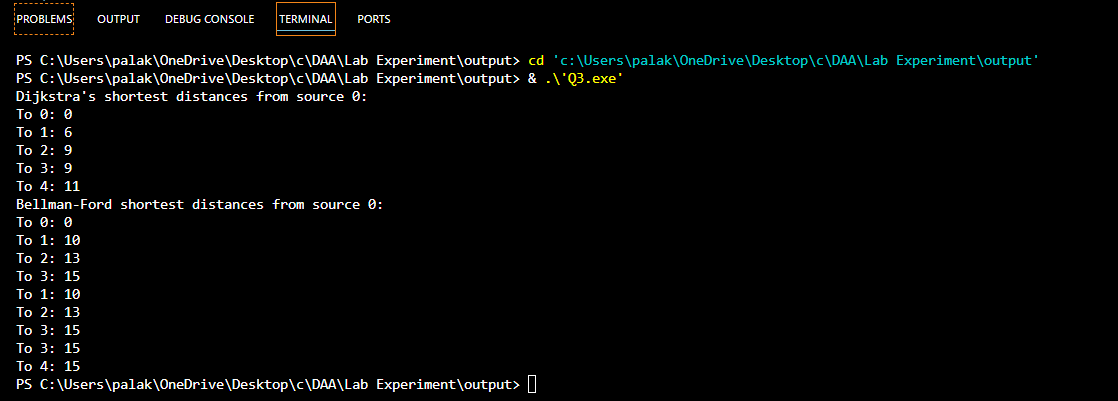 PROBLEMS OUTPUT DEBUG CONSOLE TERMINAL PORTS
PS C:\Users\palak\OneDrive\Desktop\c\DAA\Lab Experiment\output> cd 'c:\Users\palak\OneDrive\Desktop\c\DAA\Lab Experiment\output'
PS C:\Users\palak\OneDrive\Desktop\c\DAA\Lab Experiment\output> & .\'Q3.exe'
Dijkstra's shortest distances from source 0:
To 0: 0
To 1: 6
To 2: 9
To 3: 9
To 4: 11
Bellman-Ford shortest distances from source 0:
To 0: 0
To 1: 10
To 2: 13
To 3: 15
To 1: 10
To 2: 13
To 3: 15
To 3: 15
To 4: 15
PS C:\Users\palak\OneDrive\Desktop\c\DAA\Lab Experiment\output>